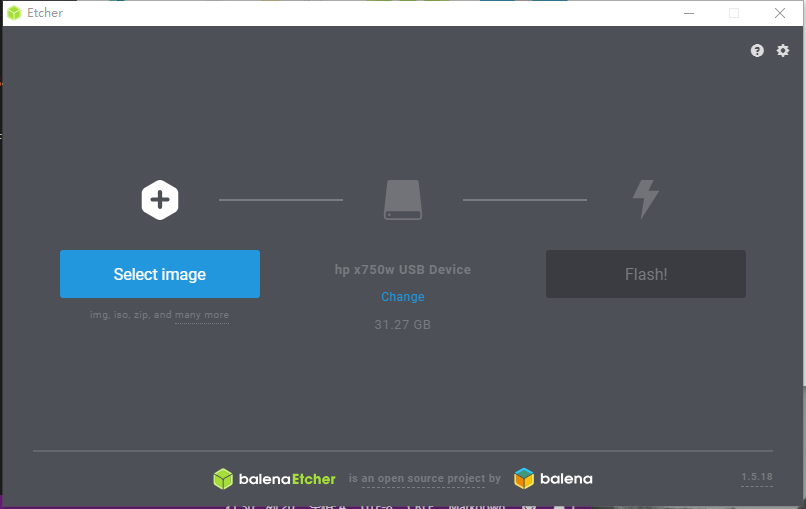 Etcher
Select image
img, iso, zip, and many more
hp x750w USB Device
Change
31.27 GB
Flash!
balenaEtcher is an open source project by balena
1.5.18